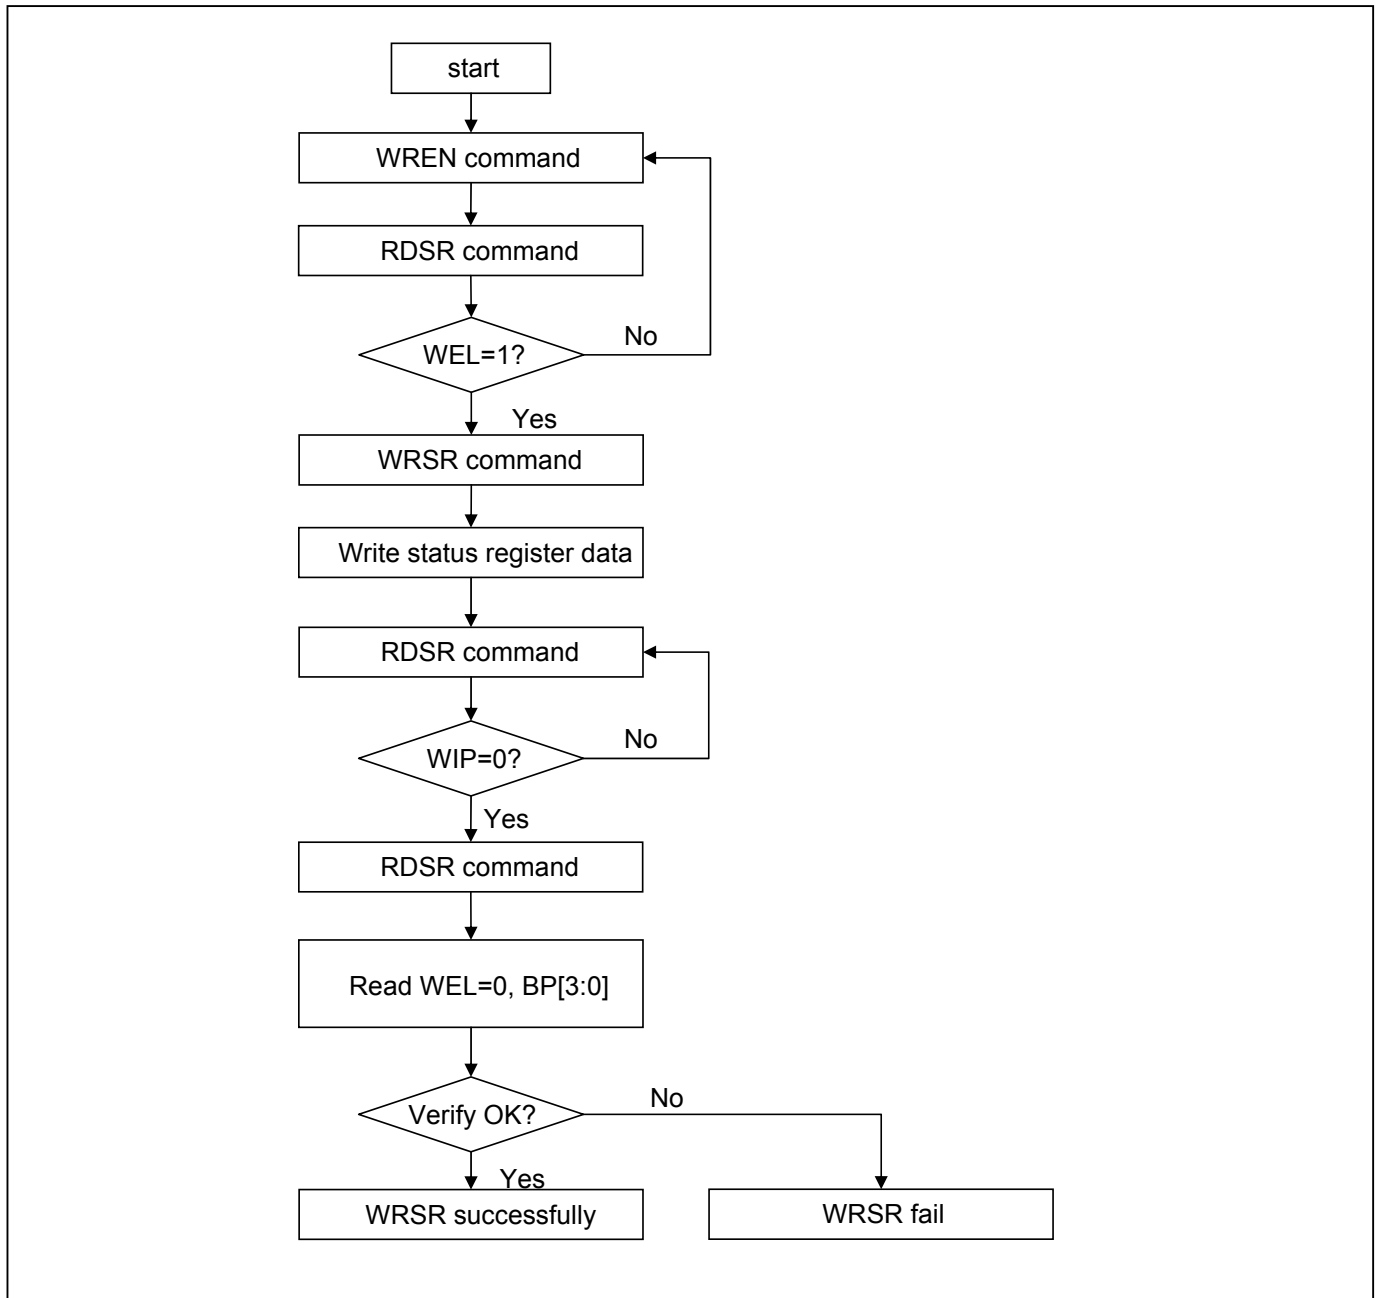 start
WREN command
RDSR command
WEL=1?
No
Yes
WRSR command
Write status register data
RDSR command
WIP=0?
No
Yes
RDSR command
Read WEL=0, BP[3:0]
Verify OK?
No
Yes
WRSR successfully
WRSR fail